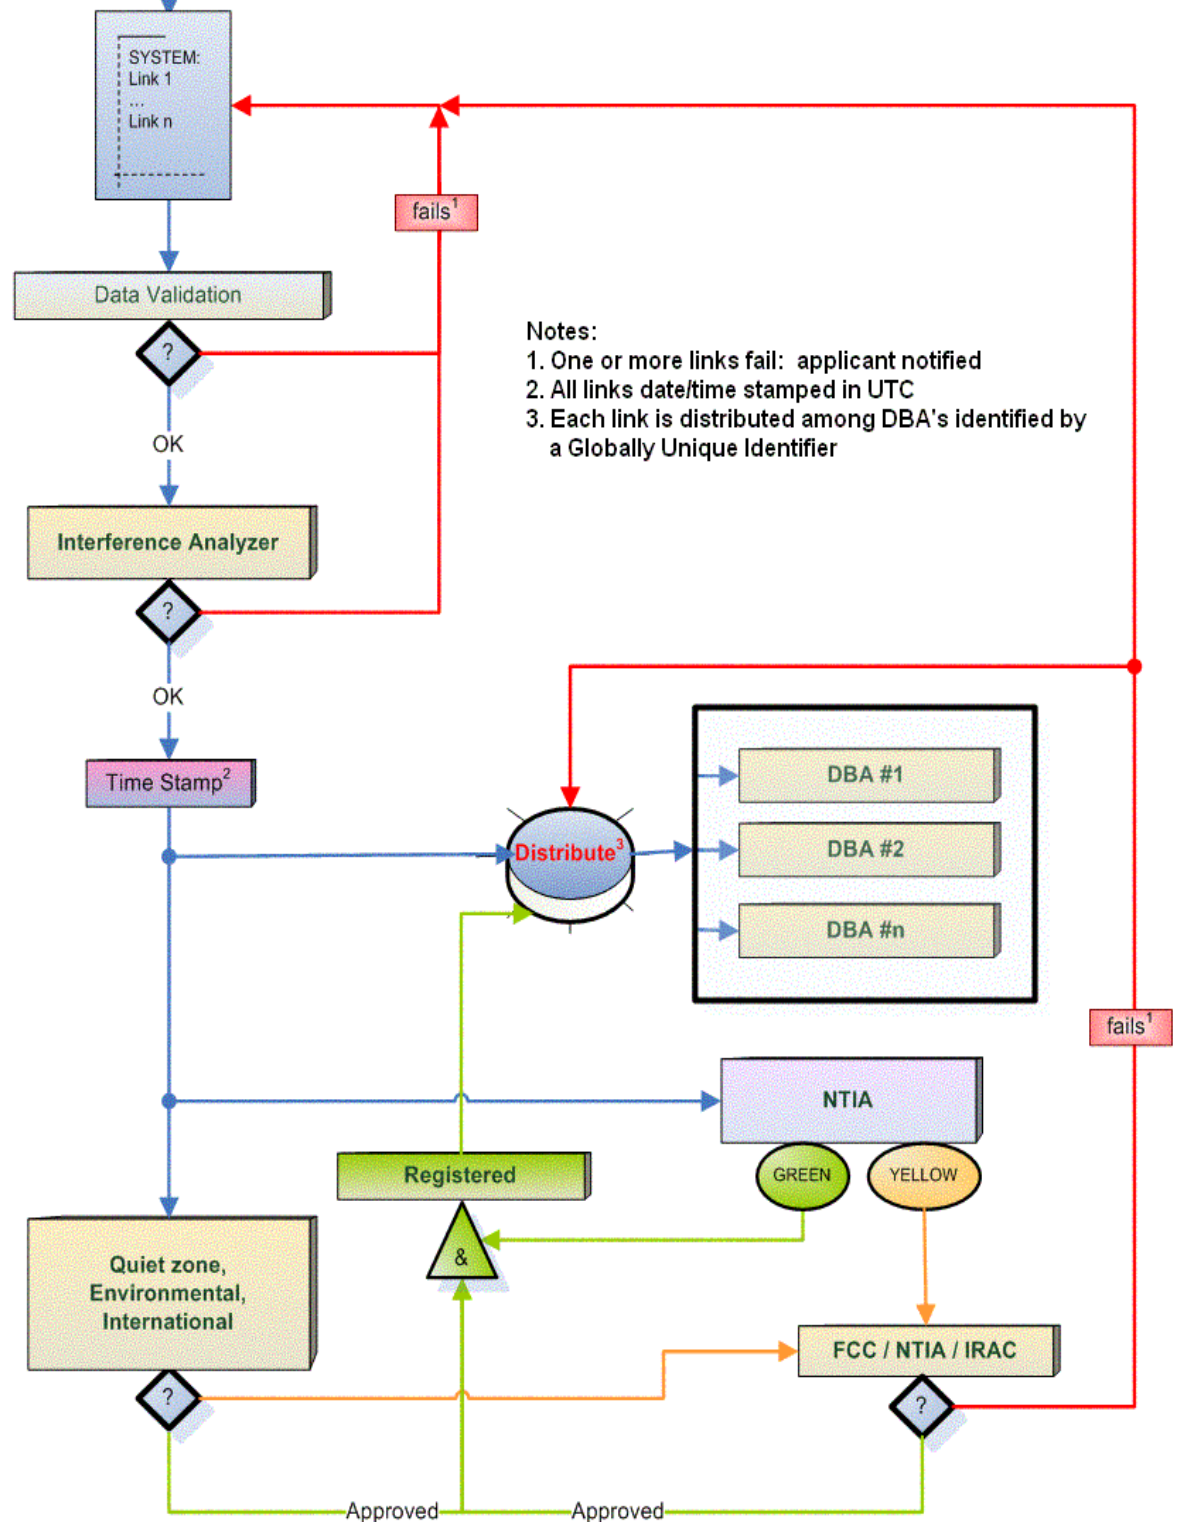 SYSTEM:
Link 1
...
Link n
fails¹
Data Validation
?
Notes:
1. One or more links fail: applicant notified
2. All links date/time stamped in UTC
3. Each link is distributed among DBA's identified by
a Globally Unique Identifier
OK
Interference Analyzer
?
OK
Time Stamp²
Distribute³
DBA #1
DBA #2
DBA #n
fails¹
NTIA
GREEN
YELLOW
Registered
&
Quiet zone,
Environmental,
International
FCC / NTIA / IRAC
?
?
Approved
Approved